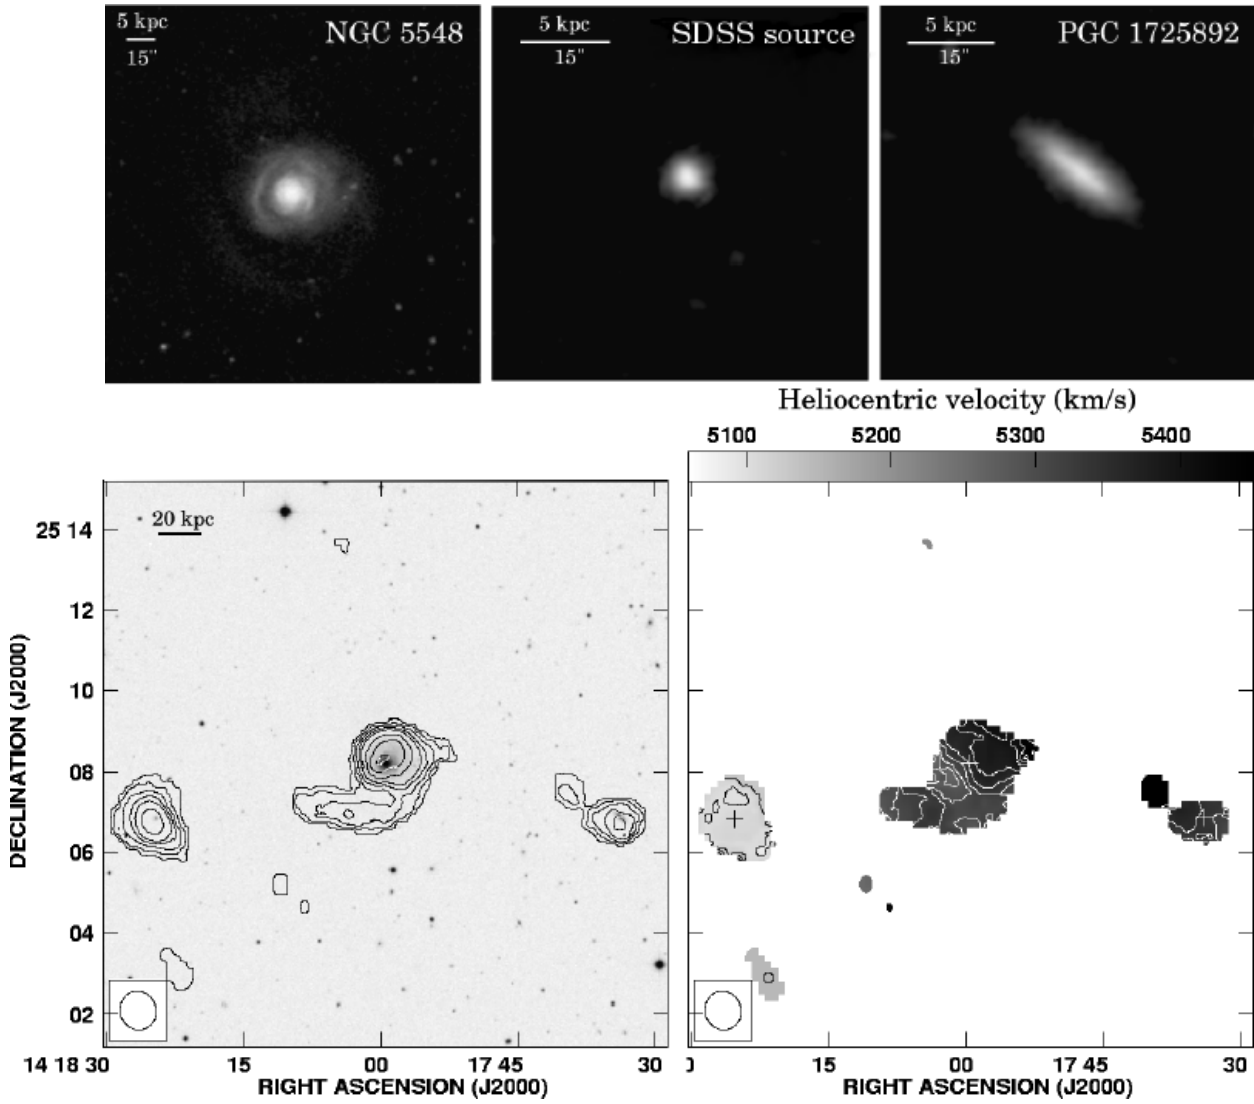 5 kpc
15"
NGC 5548
5 kpc
15"
SDSS source
5 kpc
15"
PGC 1725892
Heliocentric velocity (km/s)
5100 5200 5300 5400
20 kpc
25 14
12
10
08
06
04
02
DECLINATION (J2000)
14 18 30 15 00 17 45 30
RIGHT ASCENSION (J2000)
15 00 17 45 30
RIGHT ASCENSION (J2000)